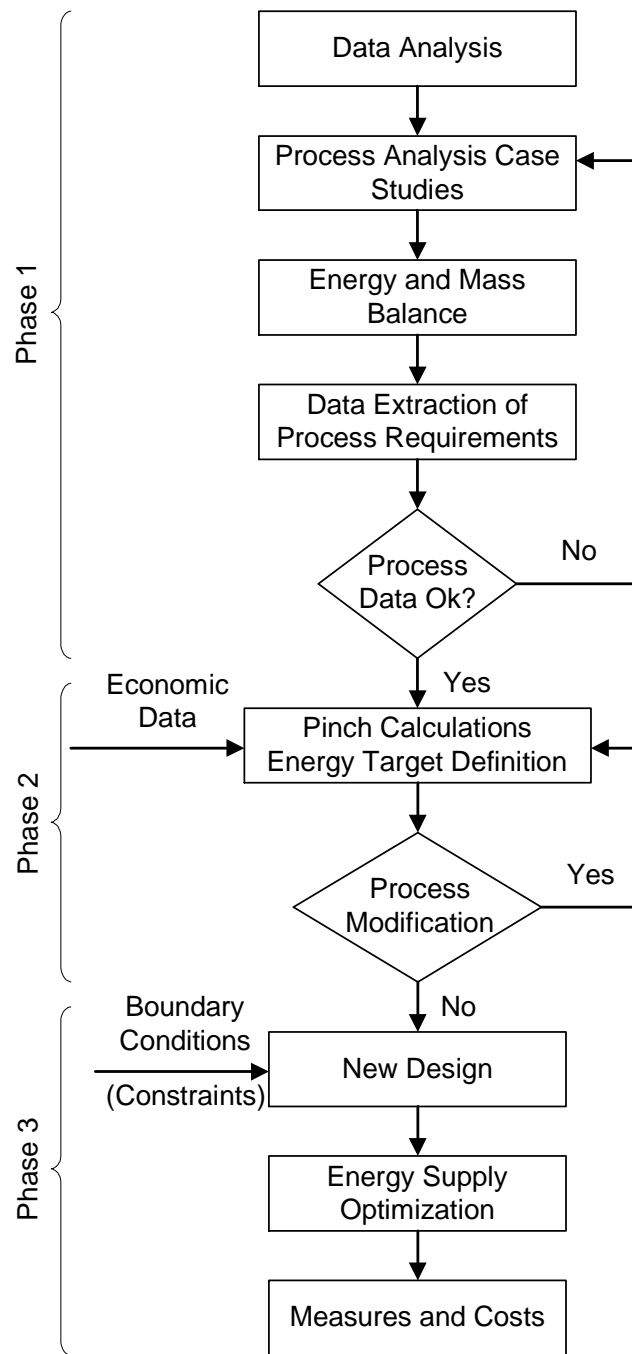 Data Analysis
Process Analysis Case
Studies
Phase 1
Energy and Mass
Balance
Data Extraction of
Process Requirements
Process
Data Ok?
No
Yes
Economic
Data
Pinch Calculations
Energy Target Definition
Phase 2
Process
Modification
Yes
No
Boundary
Conditions
(Constraints)
New Design
Phase 3
Energy Supply
Optimization
Measures and Costs